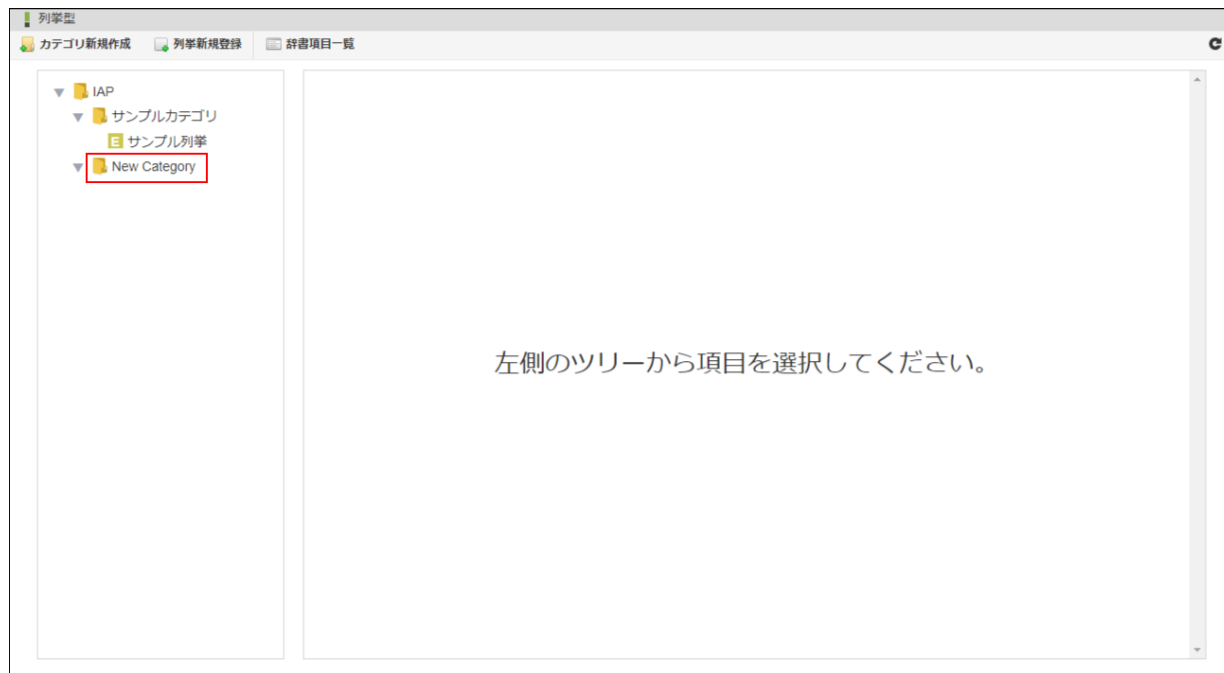 列挙型
カテゴリ新規作成 列挙新規登録 辞書項目一覧
IAP
サンプルカテゴリ
E サンプル列挙
New Category
左側のツリーから項目を選択してください。